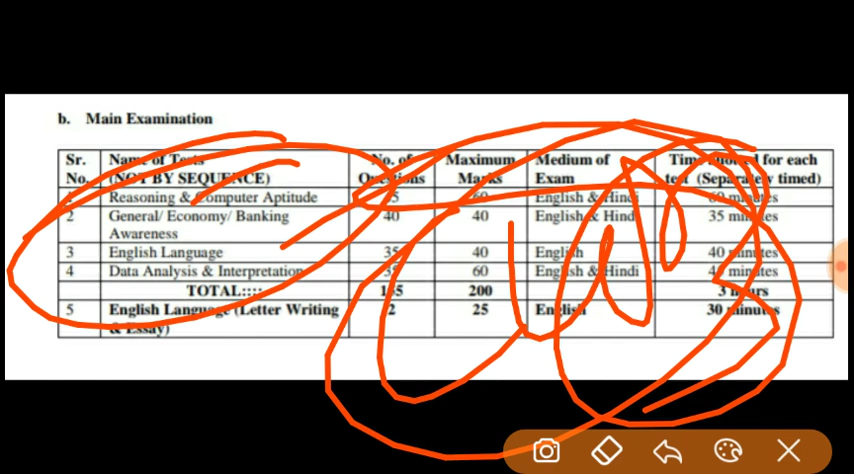 b. Main Examination
Sr. No. Name of Tests (NOT BY SEQUENCE) No. of Questions Maximum Marks Medium of Exam Time allotted for each test (Separately timed)
Reasoning & Computer Aptitude English & Hindi minutes
2 General/ Economy/ Banking Awareness 40 40 English & Hindi 35 minutes
3 English Language 35 40 English 40 minutes
4 Data Analysis & Interpretation 60 English & Hindi minutes
TOTAL:::: 200 3 hours
5 English Language (Letter Writing & Essay) 2 25 English 30 minutes